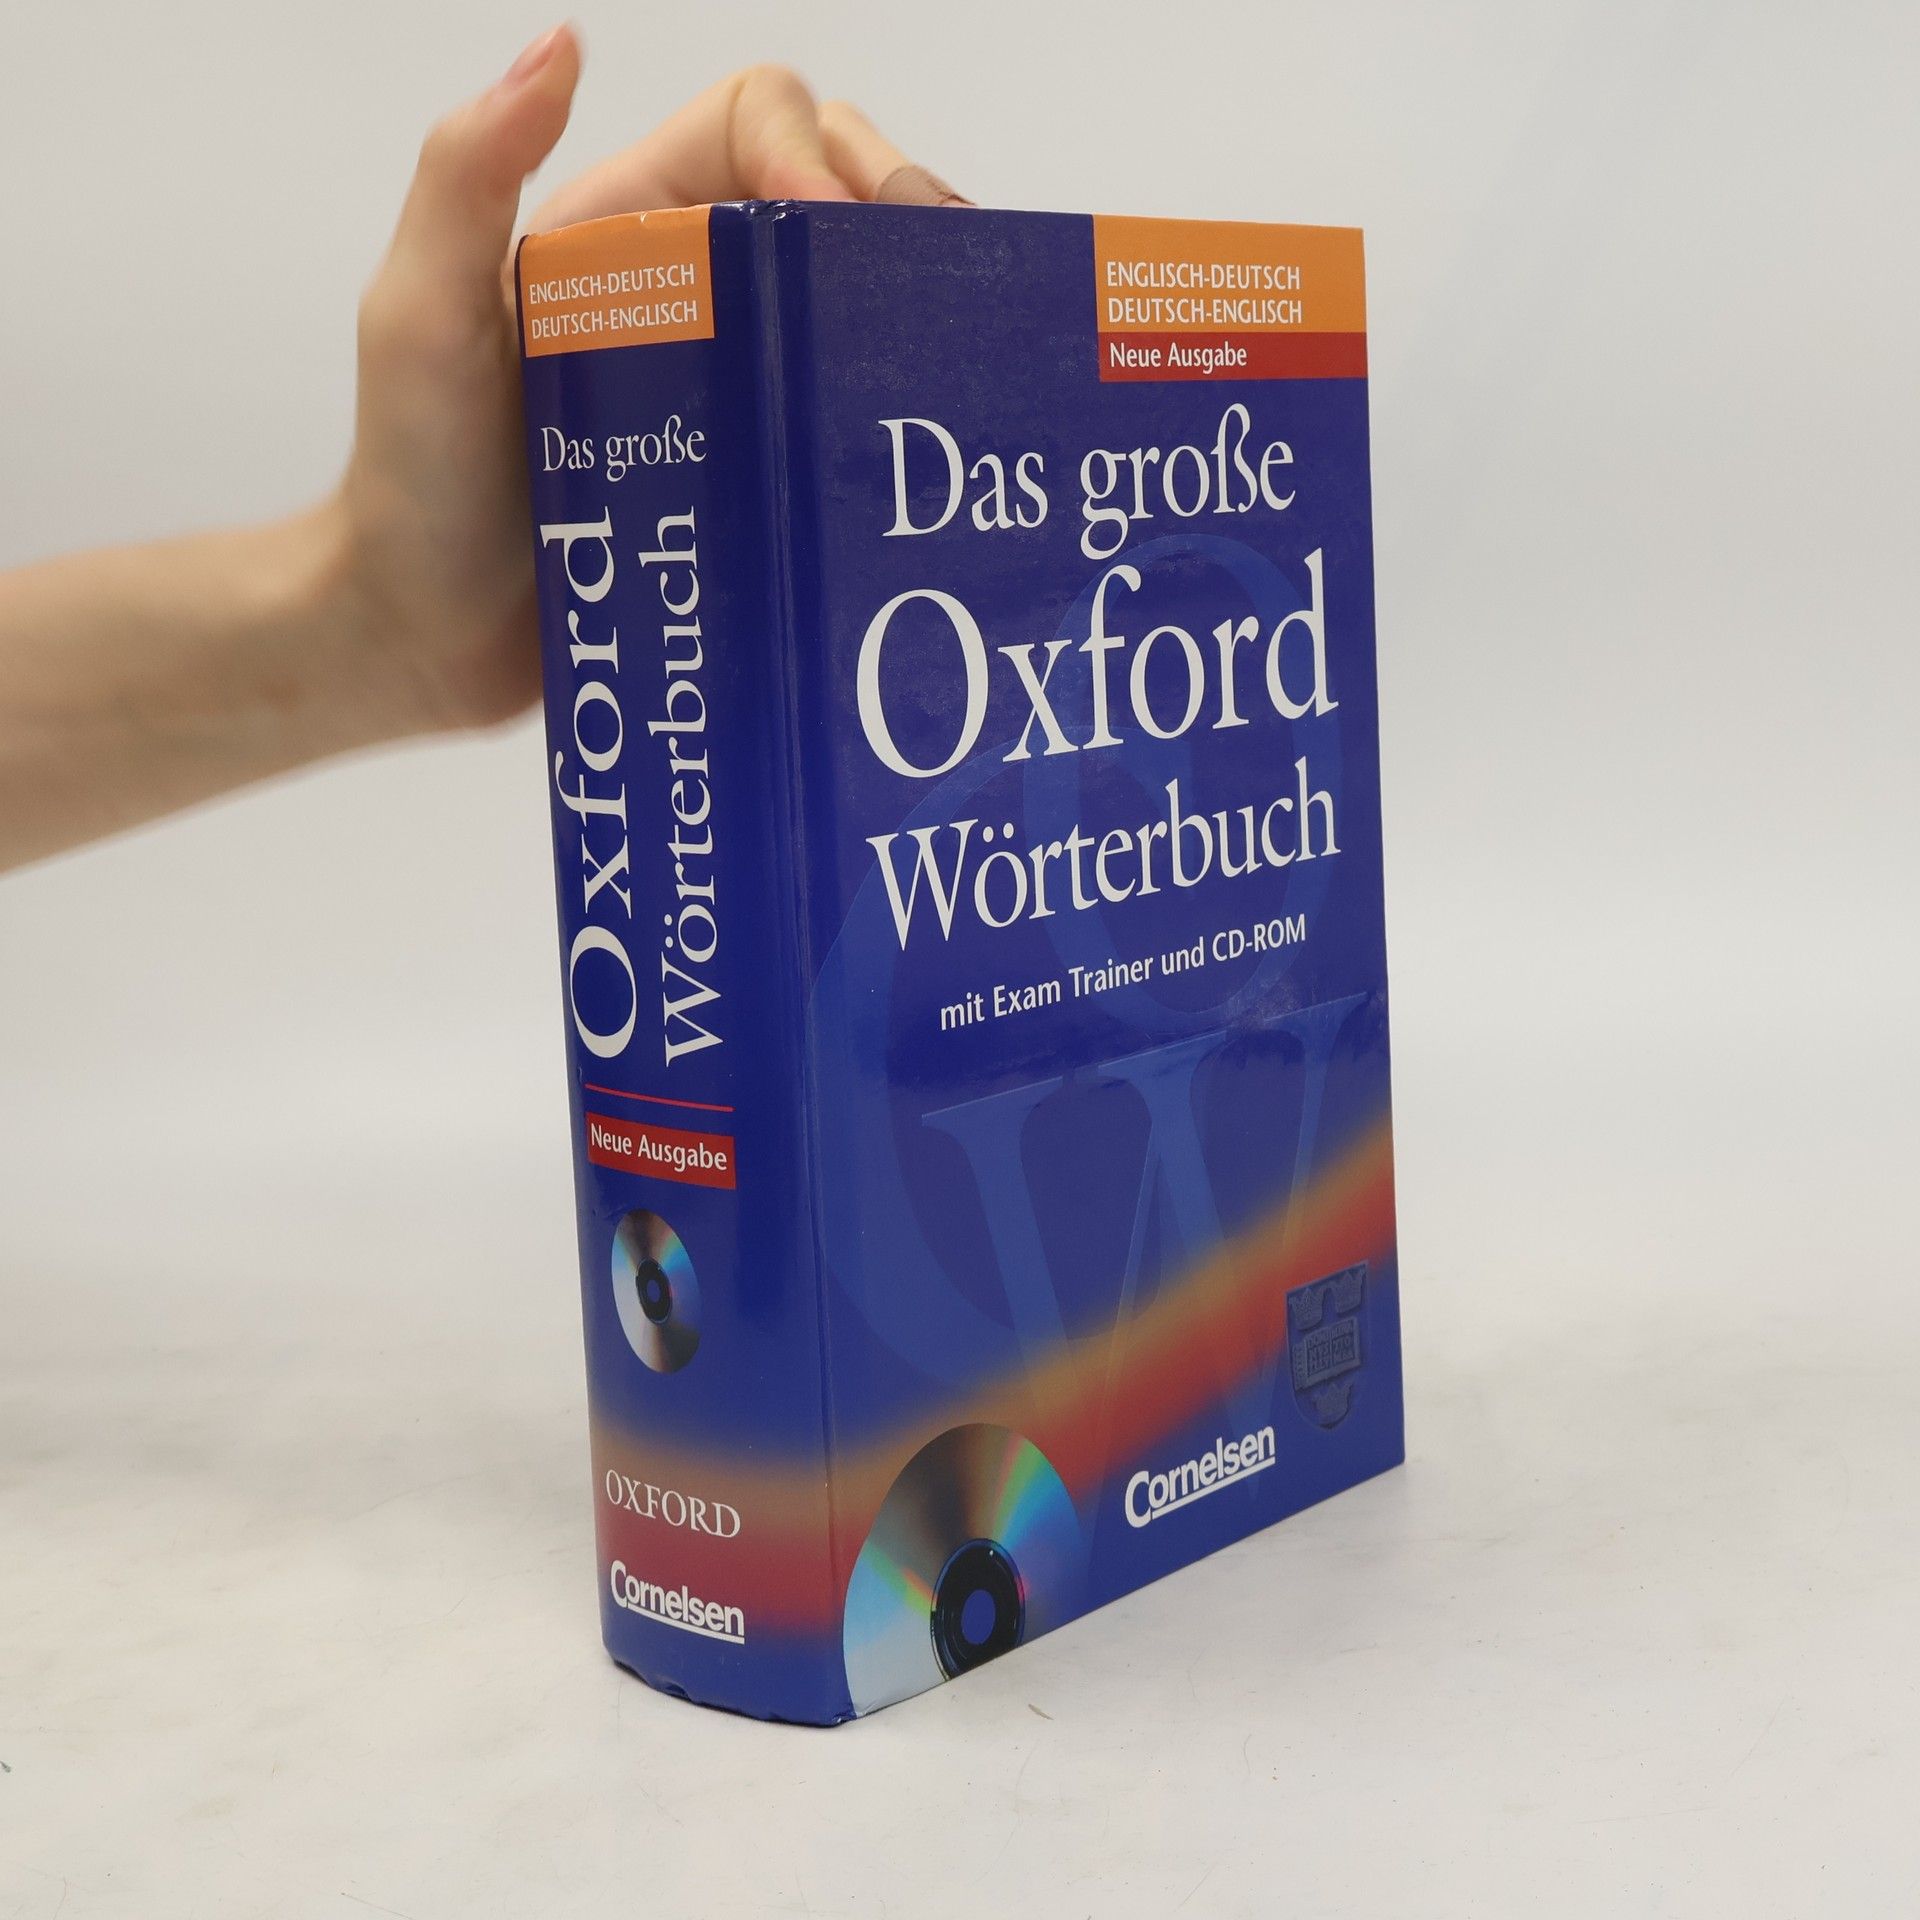 ENGLISCH-DEUTSCH
DEUTSCH-ENGLISCH
Das große
Oxford
Wörterbuch
Neue Ausgabe
OXFORD
Cornelsen
ENGLISCH-DEUTSCH
DEUTSCH-ENGLISCH
Neue Ausgabe
Das große
Oxford
Wörterbuch
mit Exam Trainer und CD-ROM
OW
Cornelsen